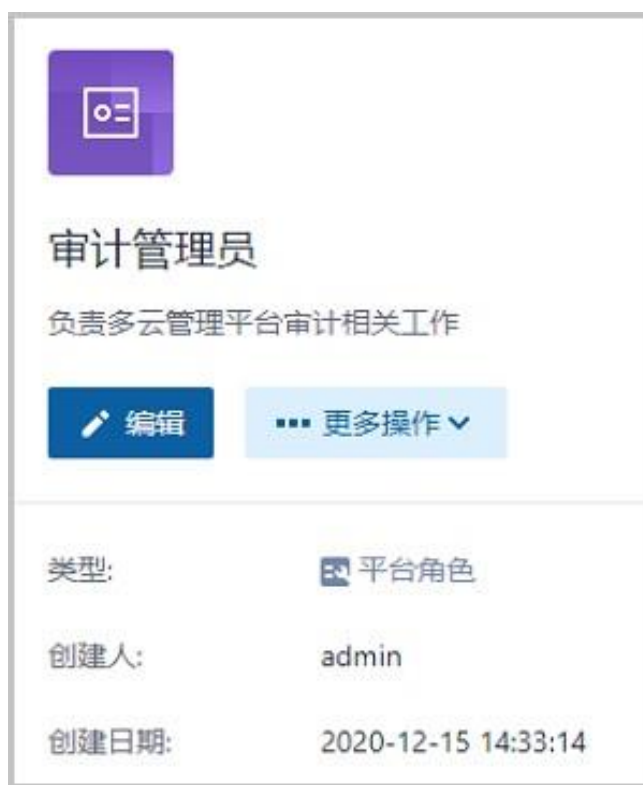 审计管理员
负责多云管理平台审计相关工作
编辑
更多操作
类型: 平台角色
创建人: admin
创建日期: 2020-12-15 14:33:14